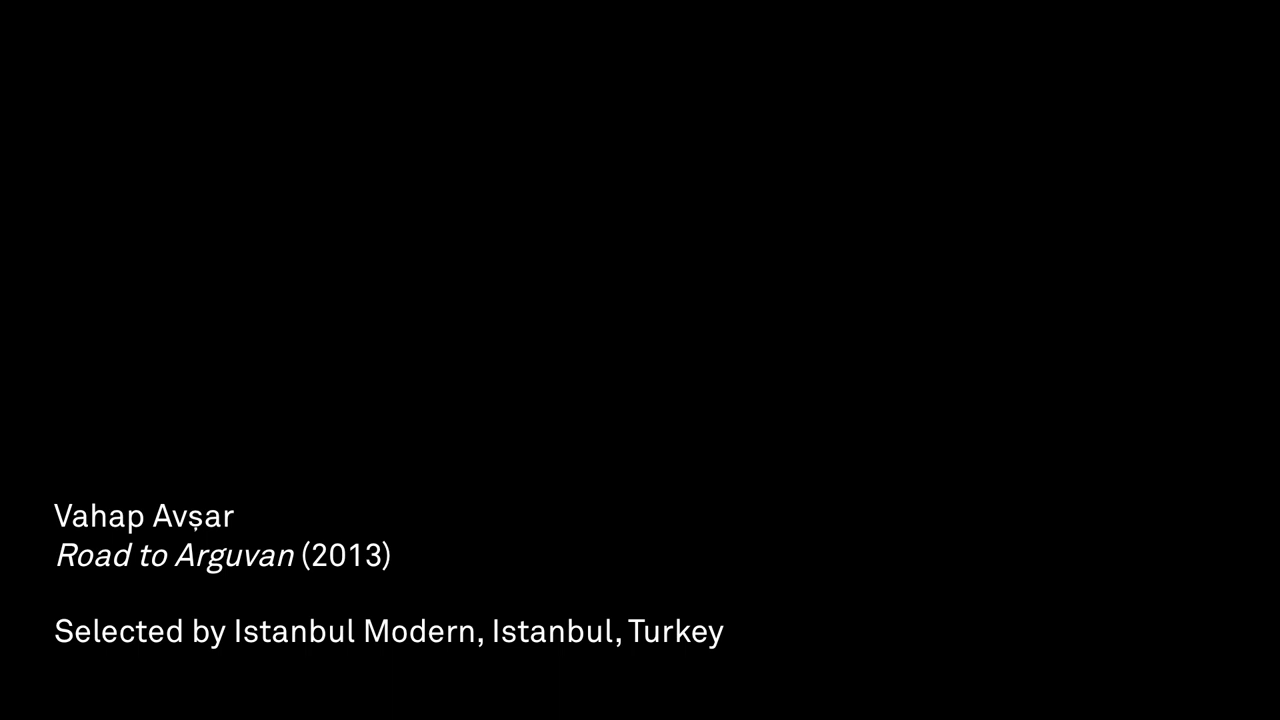 Vahap Avşar
Road to Arguvan (2013)
Selected by Istanbul Modern, Istanbul, Turkey